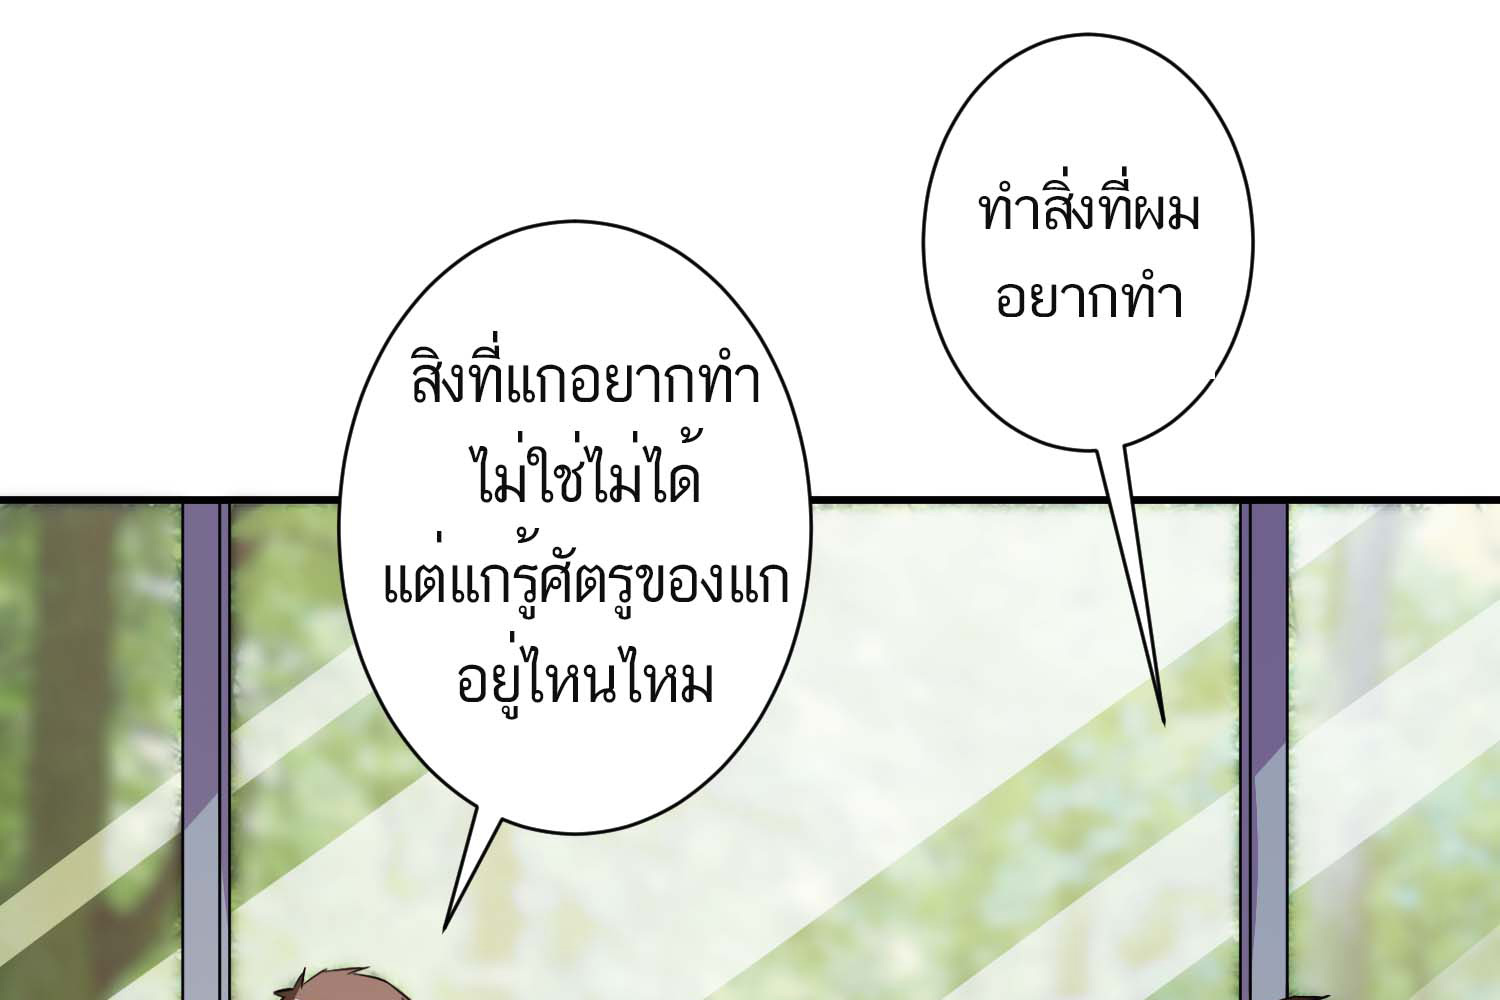 ทำสิ่งที่ผม
อยากทำ
สิงที่แกอยากทำ
ไม่ใช่ไม่ได้
แต่แกรู้ศัตรูของแก
อยู่ไหนไหม